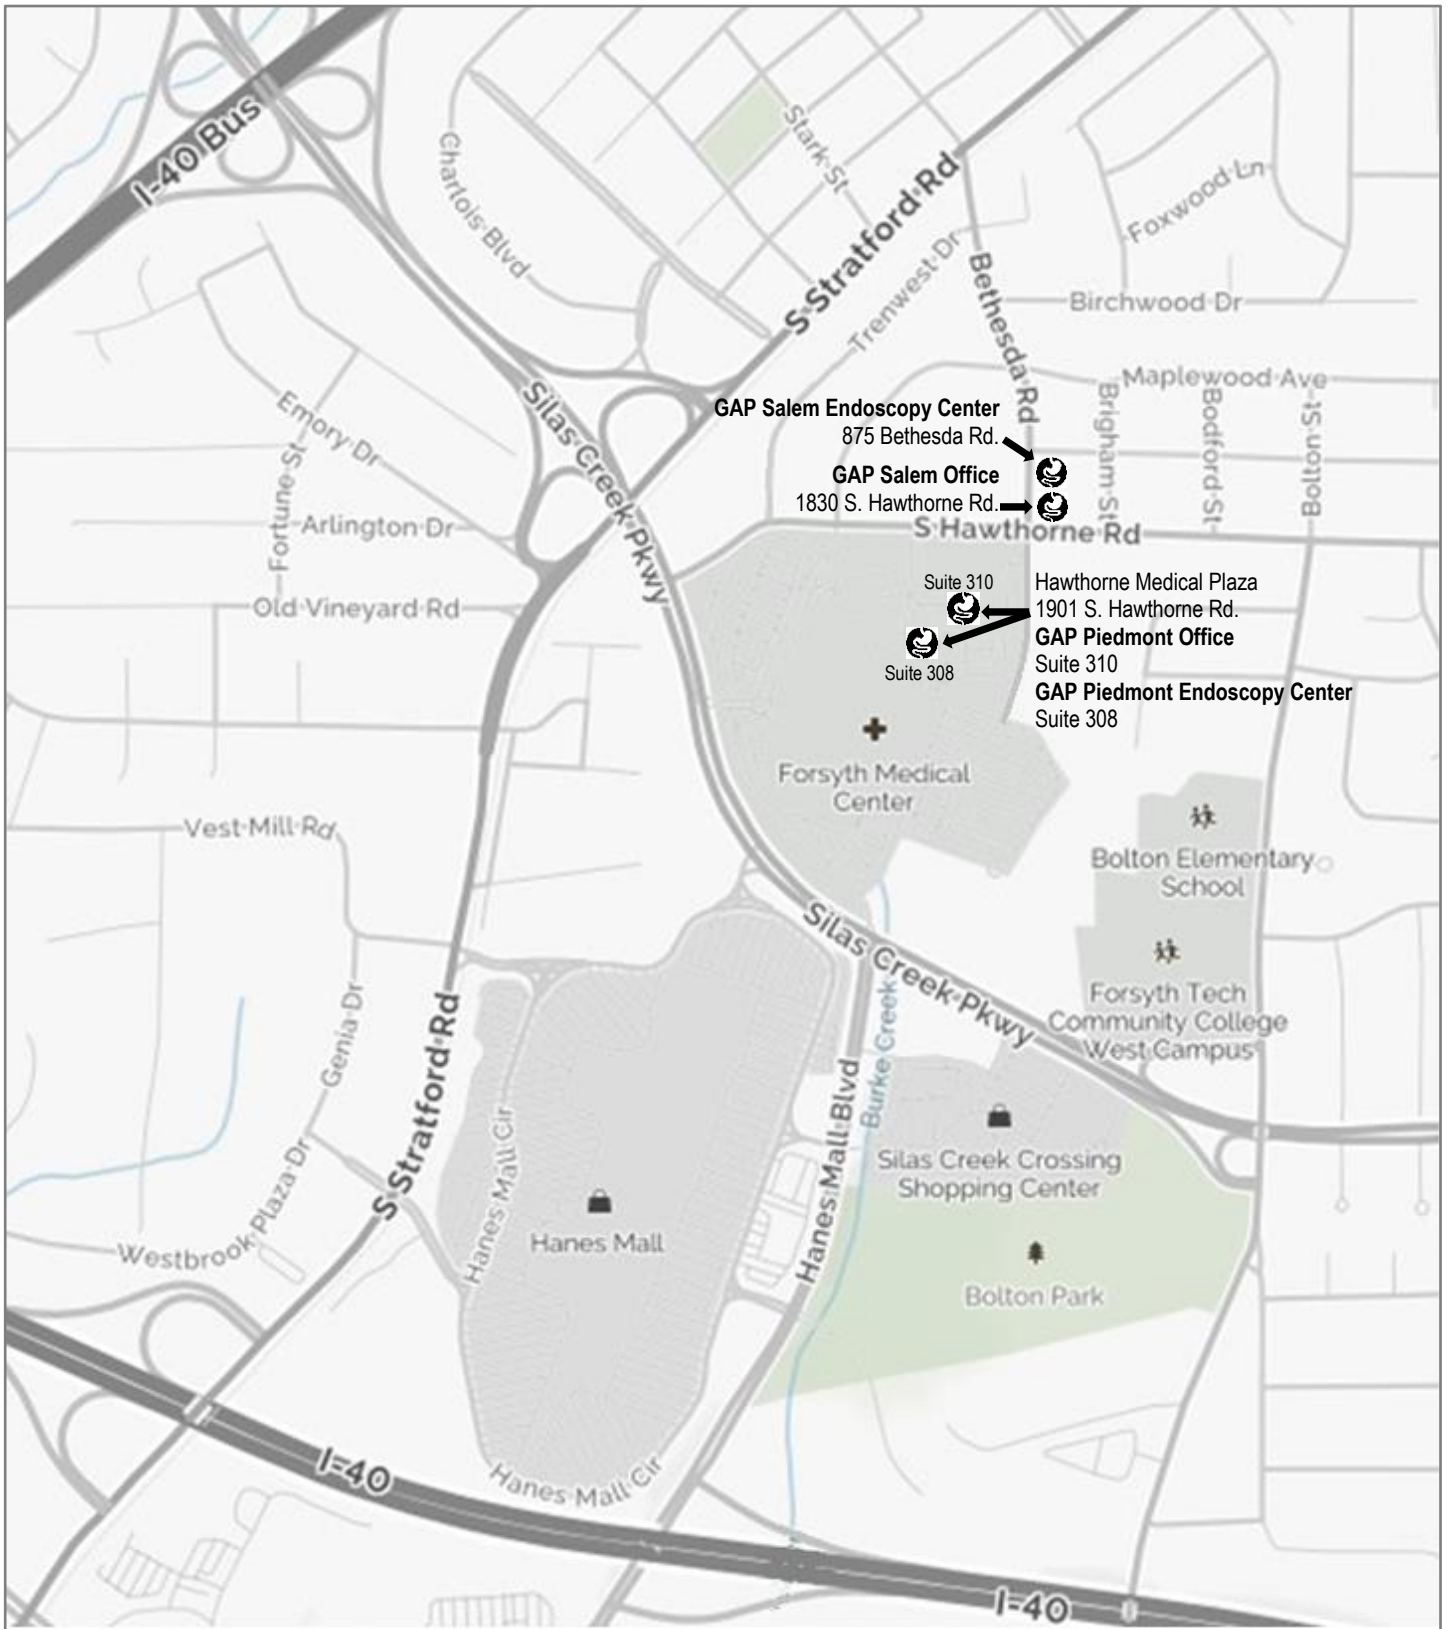 I-40 Bus
Charlois Blvd
Stark St
S Stratford Rd
Trenwest Dr
Foxwood Ln
Bethesda Rd
Birchwood Dr
Maplewood Ave
Silas Creek Pkwy
Emory Dr
Fortune St
Arlington Dr
Old Vineyard Rd
GAP Salem Endoscopy Center
875 Bethesda Rd.
GAP Salem Office
1830 S. Hawthorne Rd.
Brigham St
Bodford St
Bolton St
S Hawthorne Rd
Suite 310
Suite 308
Hawthorne Medical Plaza
1901 S. Hawthorne Rd.
GAP Piedmont Office
Suite 310
GAP Piedmont Endoscopy Center
Suite 308
Forsyth Medical
Center
Vest Mill Rd
Bolton Elementary
School
Silas Creek Pkwy
Forsyth Tech
Community College
West Campus
Genia Dr
S Stratford Rd
Hanes Mall Blvd
Burke Creek
Hanes Mall Cir
Silas Creek Crossing
Shopping Center
Westbrook Plaza Dr
Hanes Mall
Bolton Park
I-40
Hanes Mall Cir
I-40